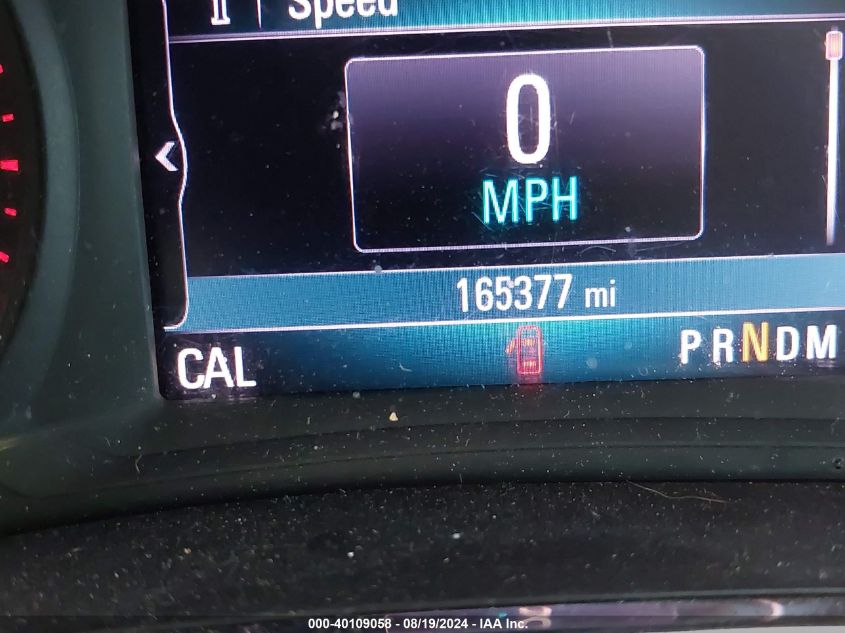 Speed
0
MPH
165377 mi
CAL PRNDM
000-40109058 - 08/19/2024 - IAA Inc.